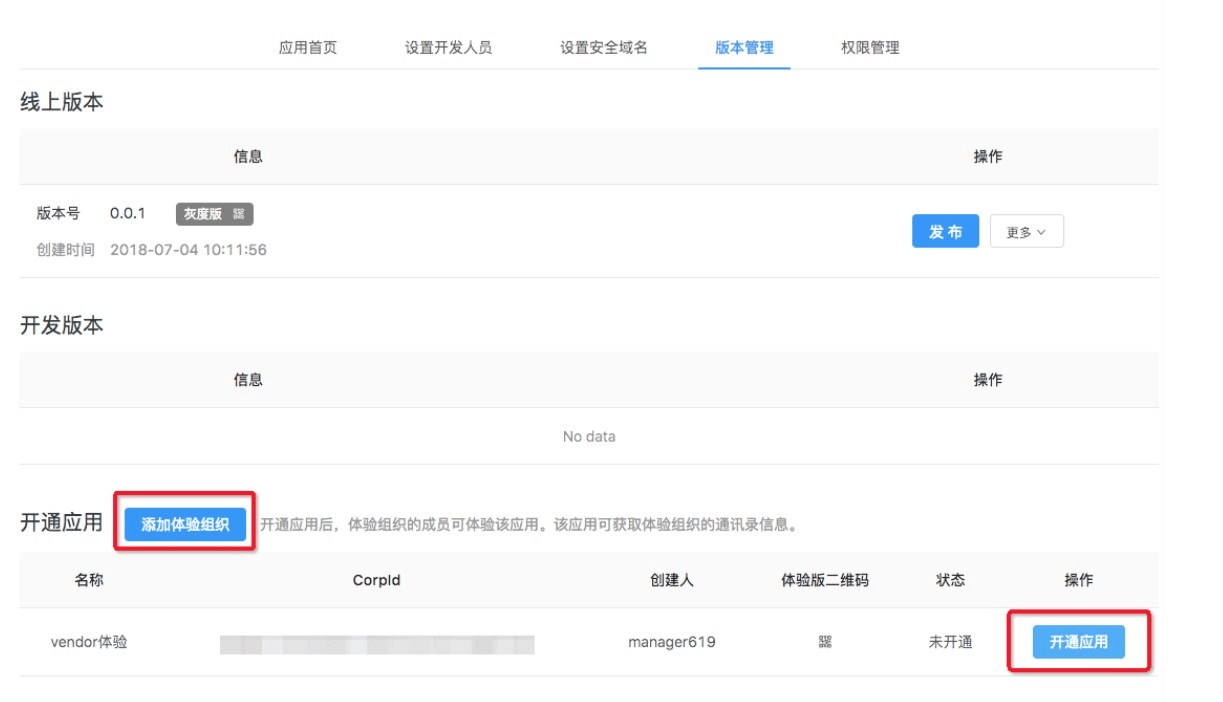 应用首页 设置开发人员 设置安全域名 版本管理 权限管理
线上版本
信息 操作
版本号 0.0.1 灰度版 发布 更多
创建时间 2018-07-04 10:11:56
开发版本
信息 操作
No data
开通应用 添加体验组织 开通应用后，体验组织的成员可体验该应用。该应用可获取体验组织的通讯录信息。
名称 CorpId 创建人 体验版二维码 状态 操作
vendor体验 manager619 未开通 开通应用